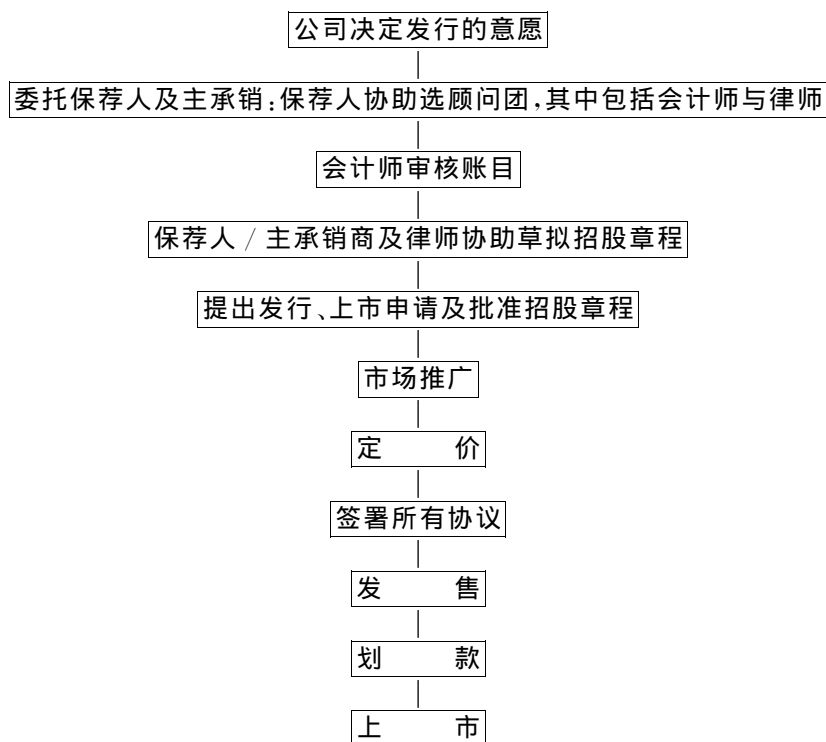 公司决定发行的意愿
委托保荐人及主承销:保荐人协助选顾问团,其中包括会计师与律师
会计师审核账目
保荐人 / 主承销商及律师协助草拟招股章程
提出发行、上市申请及批准招股章程
市场推广
定 价
签署所有协议
发 售
划 款
上 市